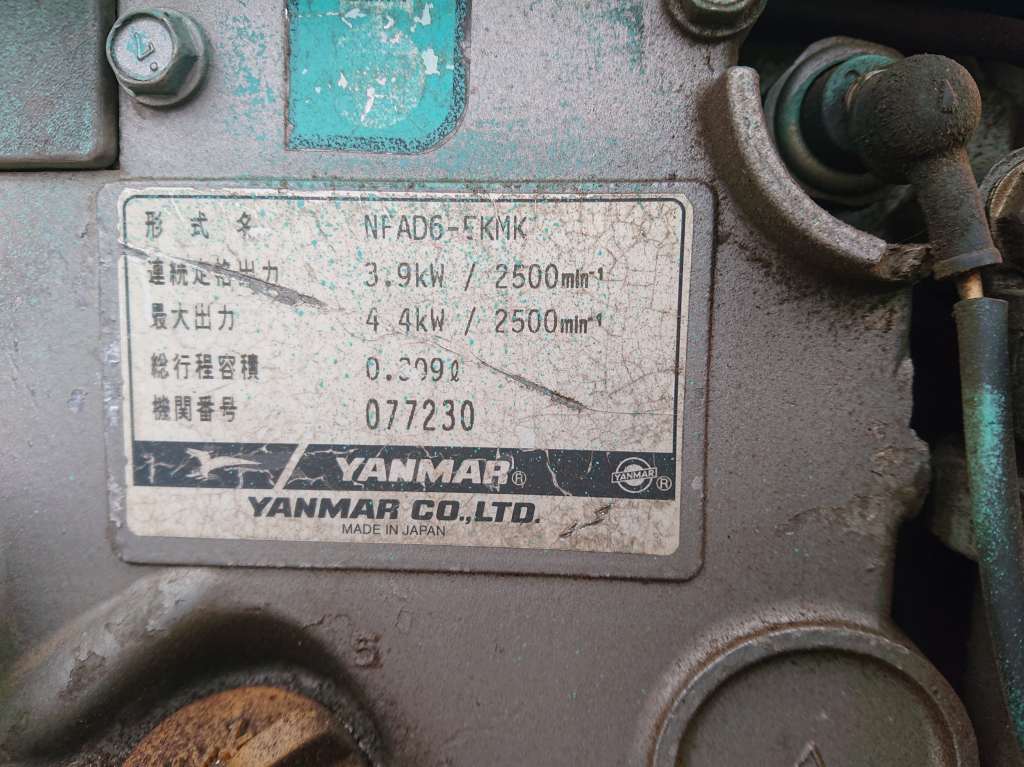 形式名 NFAD6-EKMK
連続定格出力 3.9kW / 2500min-1
最大出力 4.4kW / 2500min-1
総行程容積
機関番号 077230
YANMAR® YANMAR ®
YANMAR CO.,LTD.
MADE IN JAPAN